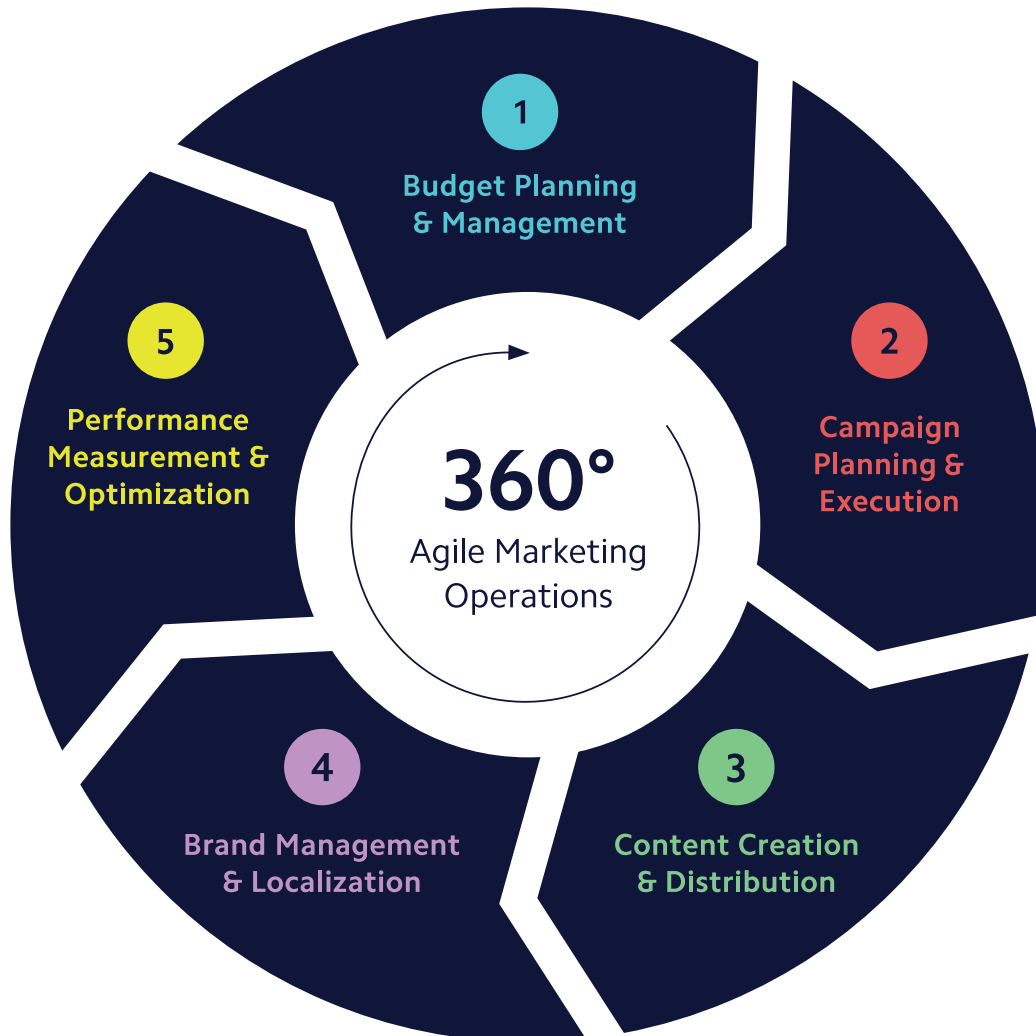 1
Budget Planning
& Management
2
Campaign
Planning &
Execution
3
Content Creation
& Distribution
4
Brand Management
& Localization
5
Performance
Measurement &
Optimization
360°
Agile Marketing
Operations